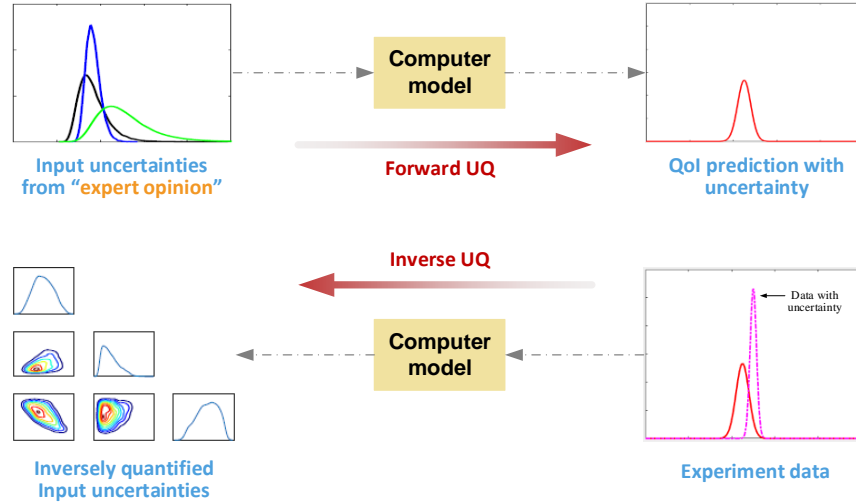 Computer
model
Input uncertainties
from “expert opinion”
Forward UQ
QoI prediction with
uncertainty
Inverse UQ
Data with
uncertainty
Computer
model
Inversely quantified
Input uncertainties
Experiment data